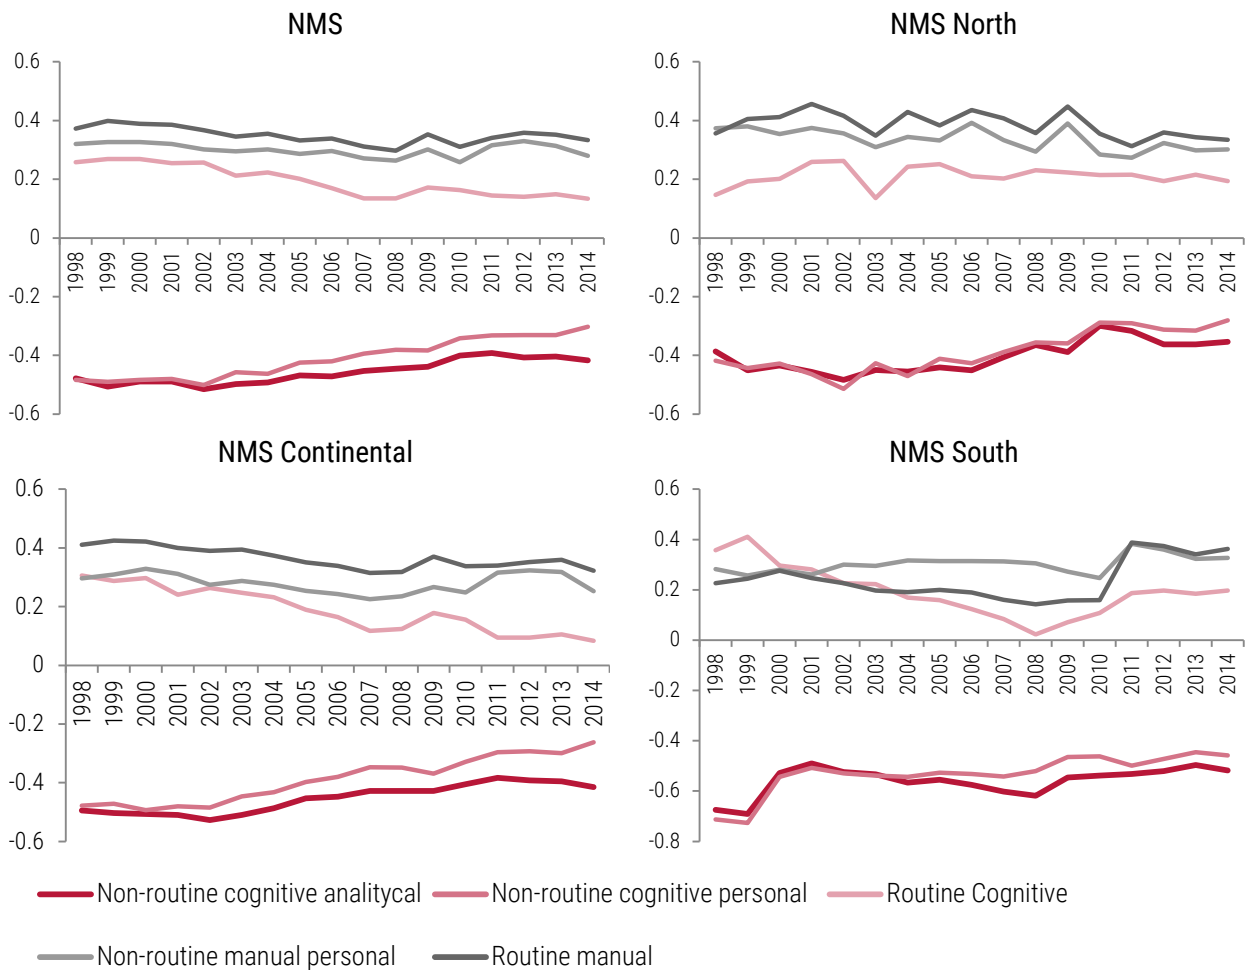 NMS
NMS North
0.6
0.4
0.2
0
-0.2
-0.4
-0.6
1998 1999 2000 2001 2002 2003 2004 2005 2006 2007 2008 2009 2010 2011 2012 2013 2014
0.6
0.4
0.2
0
-0.2
-0.4
-0.6
1998 1999 2000 2001 2002 2003 2004 2005 2006 2007 2008 2009 2010 2011 2012 2013 2014
NMS Continental
NMS South
0.6
0.4
0.2
0
-0.2
-0.4
-0.6
1998 1999 2000 2001 2002 2003 2004 2005 2006 2007 2008 2009 2010 2011 2012 2013 2014
0.6
0.4
0.2
0
-0.2
-0.4
-0.6
-0.8
1998 1999 2000 2001 2002 2003 2004 2005 2006 2007 2008 2009 2010 2011 2012 2013 2014
Non-routine cognitive analitycal
Non-routine cognitive personal
Routine Cognitive
Non-routine manual personal
Routine manual